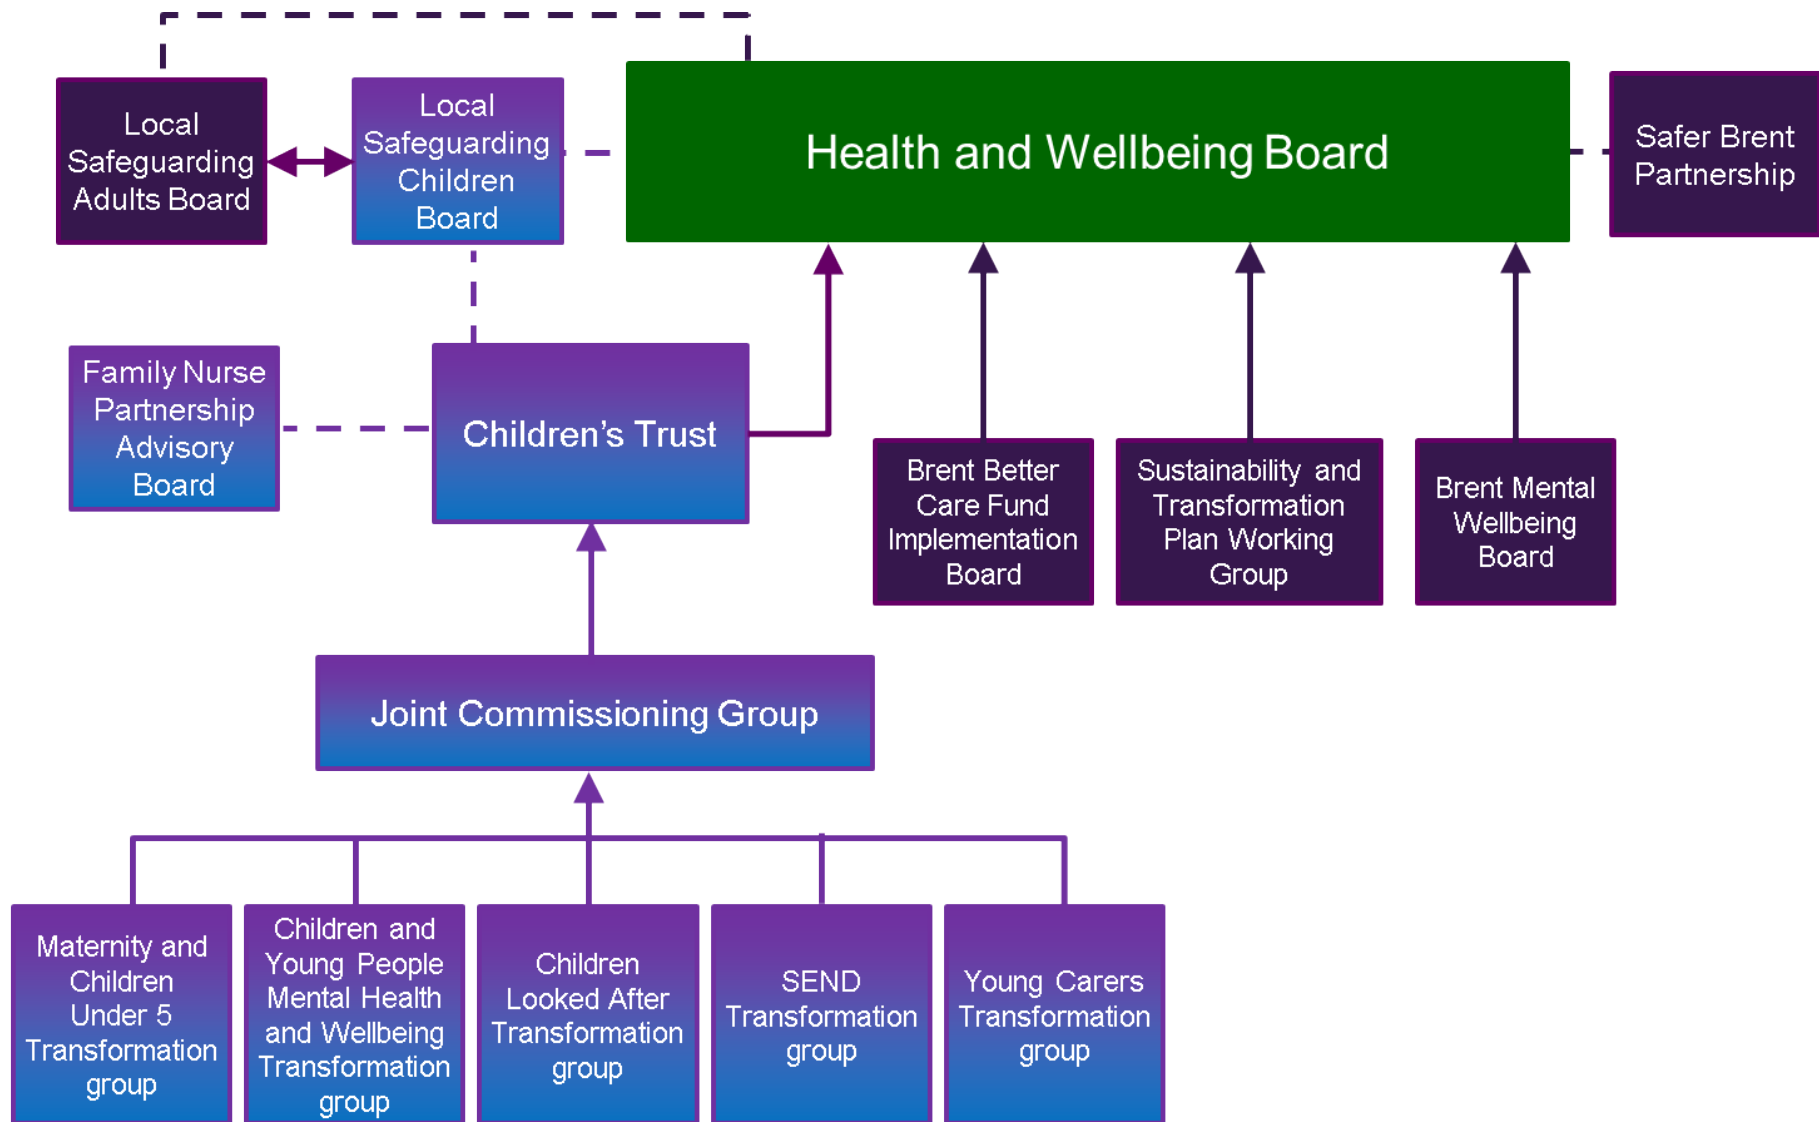 Local
Safeguarding
Adults Board
Local
Safeguarding
Children
Board
Health and Wellbeing Board
Safer Brent
Partnership
Family Nurse
Partnership
Advisory
Board
Children’s Trust
Brent Better
Care Fund
Implementation
Board
Sustainability and
Transformation
Plan Working
Group
Brent Mental
Wellbeing
Board
Joint Commissioning Group
Maternity and
Children
Under 5
Transformation
group
Children and
Young People
Mental Health
and Wellbeing
Transformation
group
Children
Looked After
Transformation
group
SEND
Transformation
group
Young Carers
Transformation
group